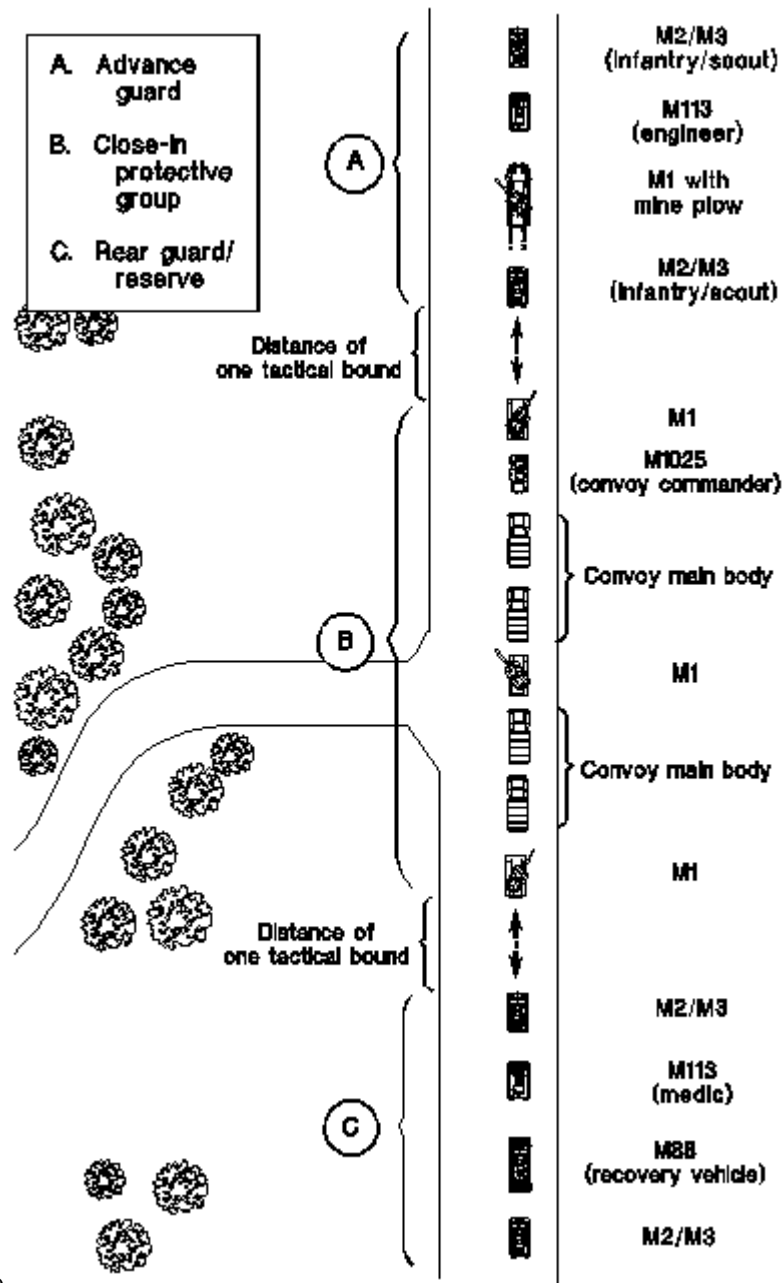 A. Advance
guard
B. Close-in
protective
group
C. Rear guard/
reserve
M2/M3
(infantry/scout)
M113
(engineer)
A
M1 with
mine plow
M2/M3
(infantry/scout)
Distance of
one tactical bound
M1
M1025
(convoy commander)
Convoy main body
B
M1
Convoy main body
M1
Distance of
one tactical bound
M2/M3
M113
(medic)
C
M88
(recovery vehicle)
M2/M3